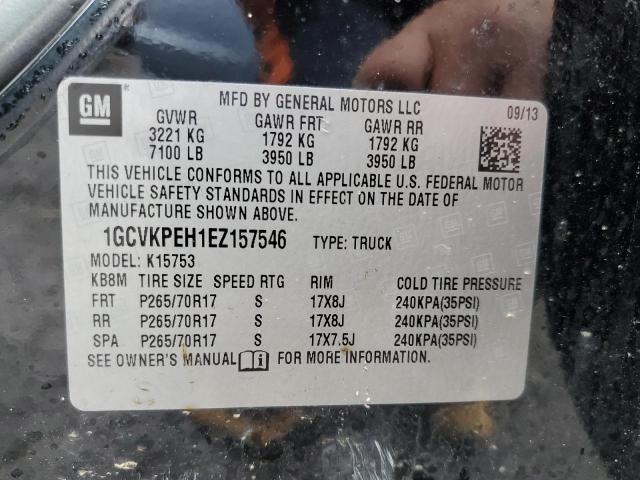 GM
MFD BY GENERAL MOTORS LLC
09/13
GVWR GAWR FRT GAWR RR
3221 KG 1792 KG 1792 KG
7100 LB 3950 LB 3950 LB
THIS VEHICLE CONFORMS TO ALL APPLICABLE U.S. FEDERAL MOTOR
VEHICLE SAFETY STANDARDS IN EFFECT ON THE DATE OF
MANUFACTURE SHOWN ABOVE.
1GCVKPEH1EZ157546 TYPE: TRUCK
MODEL: K15753
KB8M TIRE SIZE SPEED RTG RIM COLD TIRE PRESSURE
FRT P265/70R17 S 17X8J 240KPA(35PSI)
RR P265/70R17 S 17X8J 240KPA(35PSI)
SPA P265/70R17 S 17X7.5J 240KPA(35PSI)
SEE OWNER'S MANUAL FOR MORE INFORMATION.